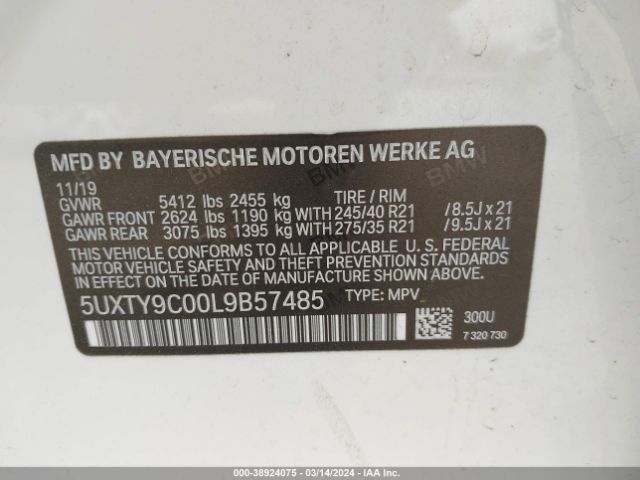 MFD BY BAYERISCHE MOTOREN WERKE AG
11/19
GVWR 5412 lbs 2455 kg TIRE / RIM
GAWR FRONT 2624 lbs 1190 kg WITH 245/40 R21 / 8.5J x 21
GAWR REAR 3075 lbs 1395 kg WITH 275/35 R21 / 9.5J x 21
THIS VEHICLE CONFORMS TO ALL APPLICABLE U. S. FEDERAL
MOTOR VEHICLE SAFETY AND THEFT PREVENTION STANDARDS
IN EFFECT ON THE DATE OF MANUFACTURE SHOWN ABOVE.
5UXTY9C00L9B57485 TYPE: MPV
300U
7 320 730
000-38924075 | 03/14/2024 | IAA, Inc.